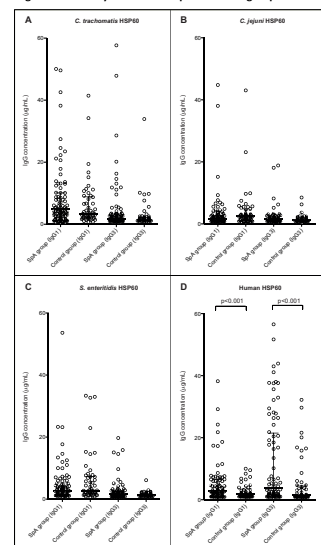 A C. trachomatis HSP60
60
40
20
0
IgG concentration (µg/mL)
SpA group (IgG1)
Control group (IgG1)
SpA group (IgG3)
Control group (IgG3)
B C. jejuni HSP60
60
40
20
0
IgG concentration (µg/mL)
SpA group (IgG1)
Control group (IgG1)
SpA group (IgG3)
Control group (IgG3)
C S. enteritidis HSP60
60
40
20
0
IgG concentration (µg/mL)
SpA group (IgG1)
Control group (IgG1)
SpA group (IgG3)
Control group (IgG3)
D Human HSP60
p<0.001 p<0.001
60
40
20
0
IgG concentration (µg/mL)
SpA group (IgG1)
Control group (IgG1)
SpA group (IgG3)
Control group (IgG3)